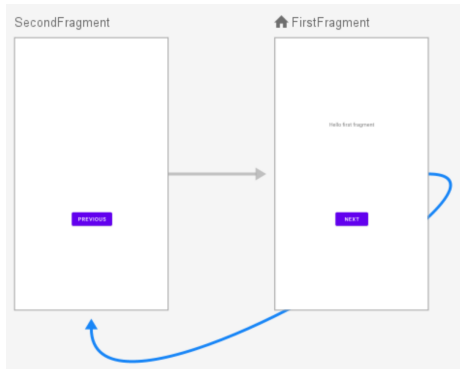 SecondFragment
FirstFragment
Hello first fragment
PREVIOUS
NEXT